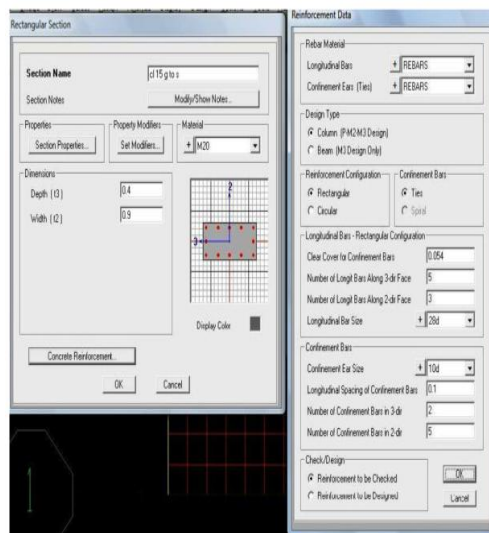 Rectangular Section
Section Name
cl 15 g to s
Section Notes
Modify/Show Notes...
Properties
Section Properties...
Property Modifiers
Set Modifiers...
Material
+ M20
Dimensions
Depth (t3) 0.4
Width (t2) 0.9
2
3
Display Color
Concrete Reinforcement...
OK Cancel
1
Reinforcement Data
Rebar Material
Longitudinal Bars + REBARS
Confinement Bars (Ties) + REBARS
Design Type
Column (P-M2-M3 Design)
Beam (M3 Design Only)
Reinforcement Configuration
Rectangular
Circular
Confinement Bars
Ties
Spiral
Longitudinal Bars - Rectangular Configuration
Clear Cover for Confinement Bars 0.054
Number of Longit Bars Along 3-dir Face 5
Number of Longit Bars Along 2-dir Face 3
Longitudinal Bar Size + 28d
Confinement Bars
Confinement Bar Size + 10d
Longitudinal Spacing of Confinement Bars 0.1
Number of Confinement Bars in 3-dir 2
Number of Confinement Bars in 2-dir 5
Check/Design
Reinforcement to be Checked
Reinforcement to be Designed
OK
Cancel